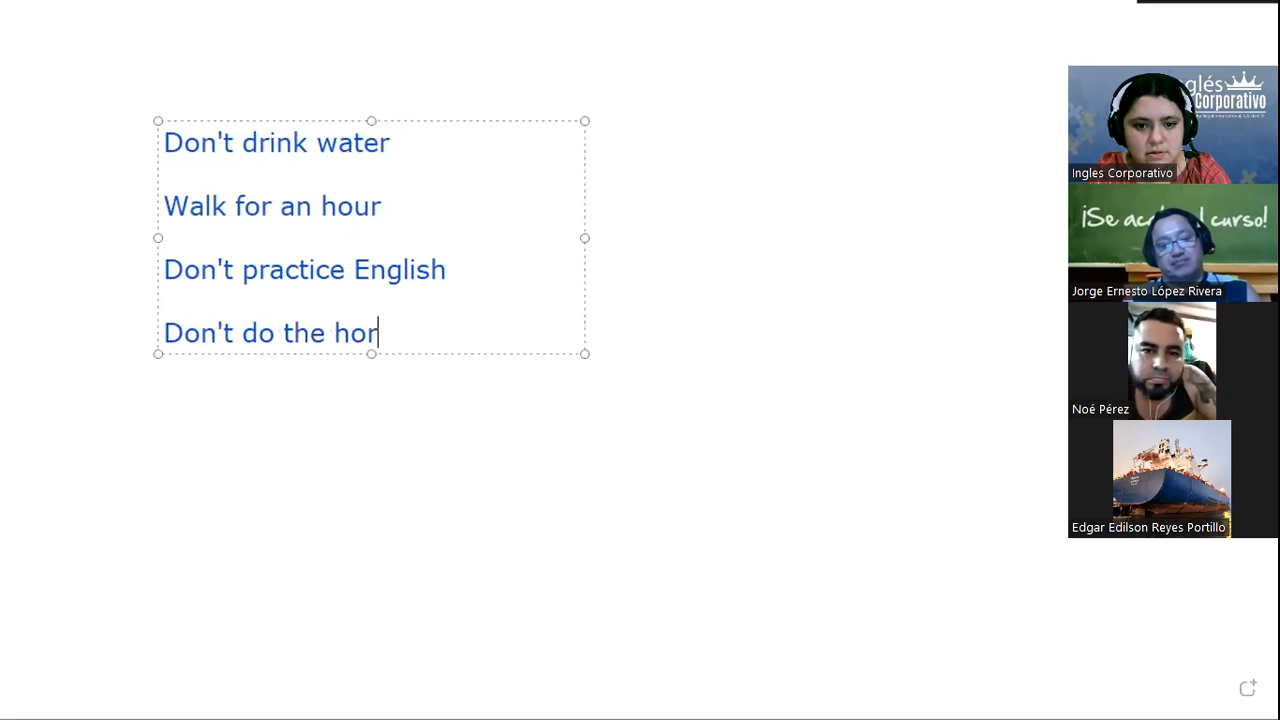 Don't drink water
Walk for an hour
Don't practice English
Don't do the hor
glés
Corporativo
Ingles Corporativo
¡Se ac l curso!
Jorge Ernesto López Rivera
Noé Pérez
Edgar Edilson Reyes Portillo